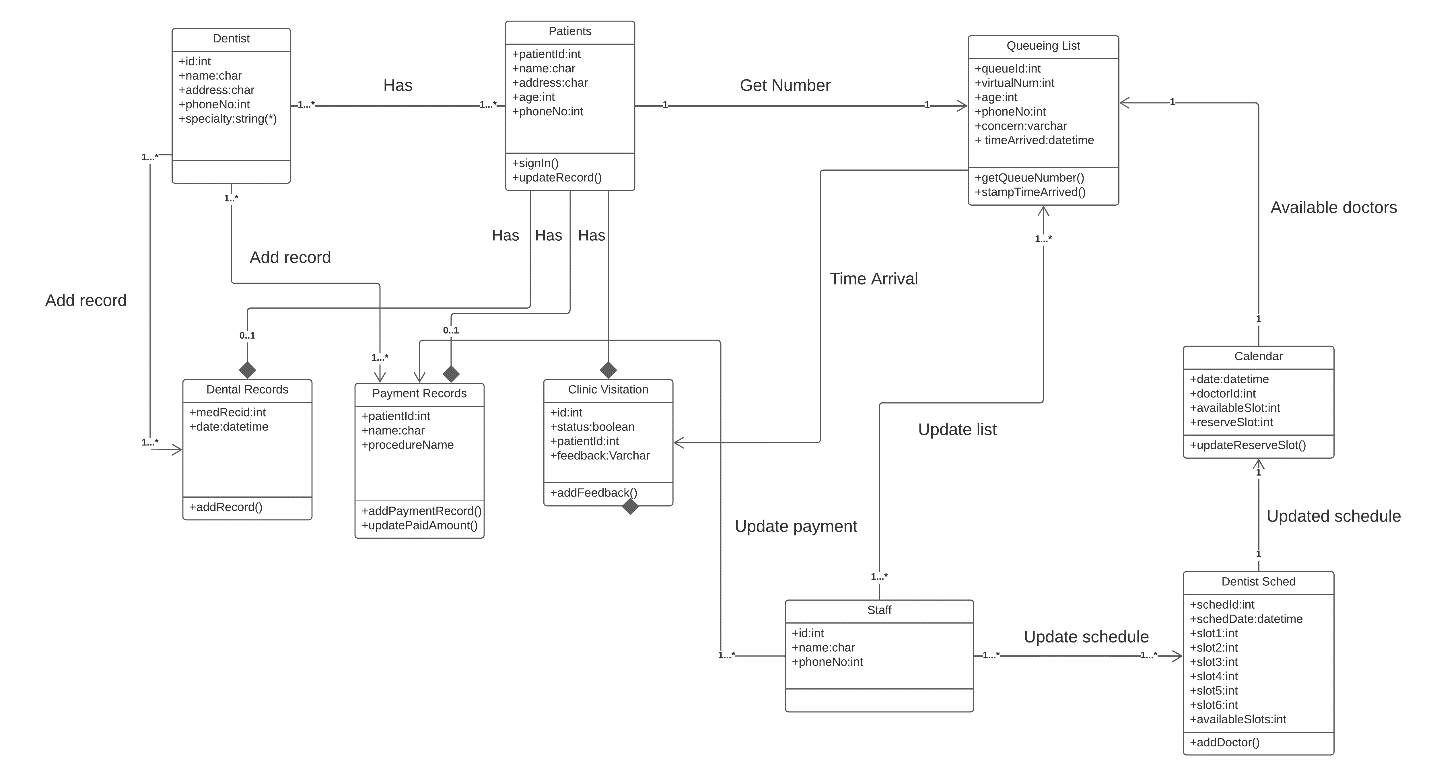 Dentist
+id:int
+name:char
+address:char
+phoneNo:int
+specialty:string(*)
Patients
+patientId:int
+name:char
+address:char
+age:int
+phoneNo:int
+signIn()
+updateRecord()
Queueing List
+queueId:int
+virtualNum:int
+age:int
+phoneNo:int
+concern:varchar
+ timeArrived:datetime
+getQueueNumber()
+stampTimeArrived()
Has
1...*
1...*
Get Number
1
1
1
Available doctors
1
1...*
Add record
1...*
1..*
Add record
1...*
Has
Has
Has
0..1
0..1
Time Arrival
1...*
Update list
1...*
Dental Records
+medRecid:int
+date:datetime
+addRecord()
Payment Records
+patientId:int
+name:char
+procedureName
+addPaymentRecord()
+updatePaidAmount()
Clinic Visitation
+id:int
+status:boolean
+patientId:int
+feedback:Varchar
+addFeedback()
Calendar
+date:datetime
+doctorId:int
+availableSlot:int
+reserveSlot:int
+updateReserveSlot()
1
Updated schedule
1
Update payment
1...*
Staff
+id:int
+name:char
+phoneNo:int
Update schedule
1...*
1...*
Dentist Sched
+schedId:int
+schedDate:datetime
+slot1:int
+slot2:int
+slot3:int
+slot4:int
+slot5:int
+slot6:int
+availableSlots:int
+addDoctor()